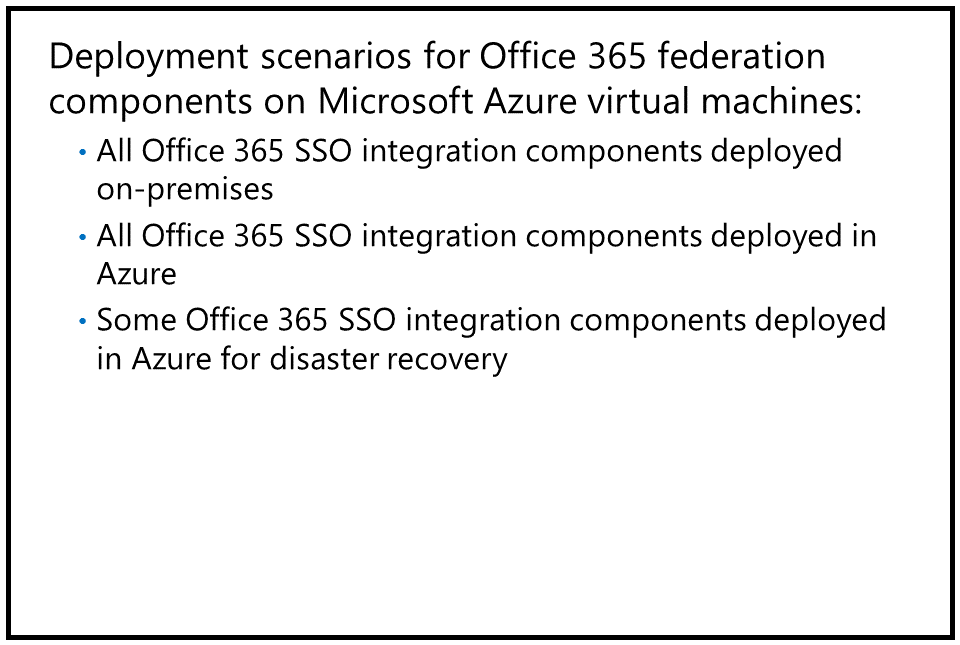 Deployment scenarios for Office 365 federation
components on Microsoft Azure virtual machines:
• All Office 365 SSO integration components deployed
on-premises
• All Office 365 SSO integration components deployed in
Azure
• Some Office 365 SSO integration components deployed
in Azure for disaster recovery